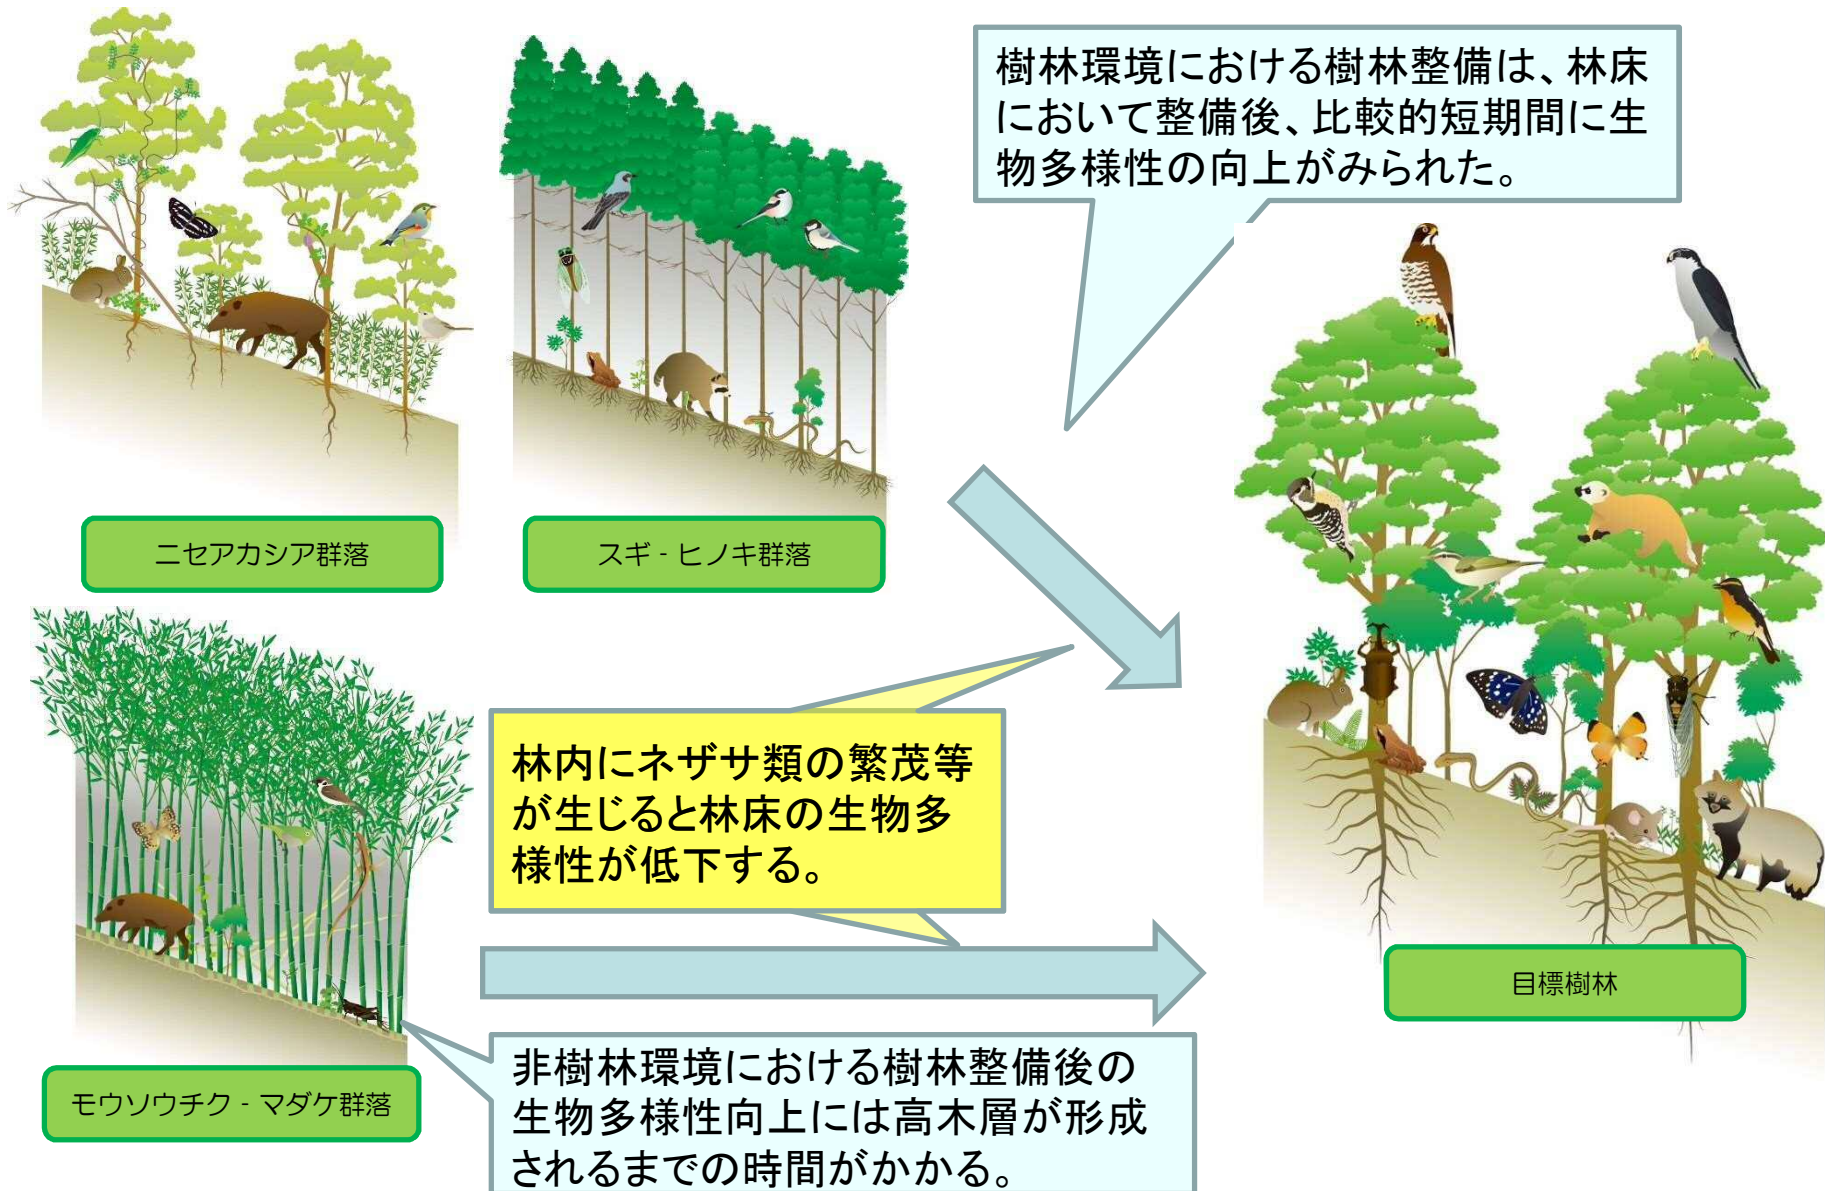 樹林環境における樹林整備は、林床
において整備後、比較的短期間に生
物多様性の向上がみられた。
ニセアカシア群落
スギ - ヒノキ群落
林内にネザサ類の繁茂等
が生じると林床の生物多
様性が低下する。
目標樹林
モウソウチク - マダケ群落
非樹林環境における樹林整備後の
生物多様性向上には高木層が形成
されるまでの時間がかかる。